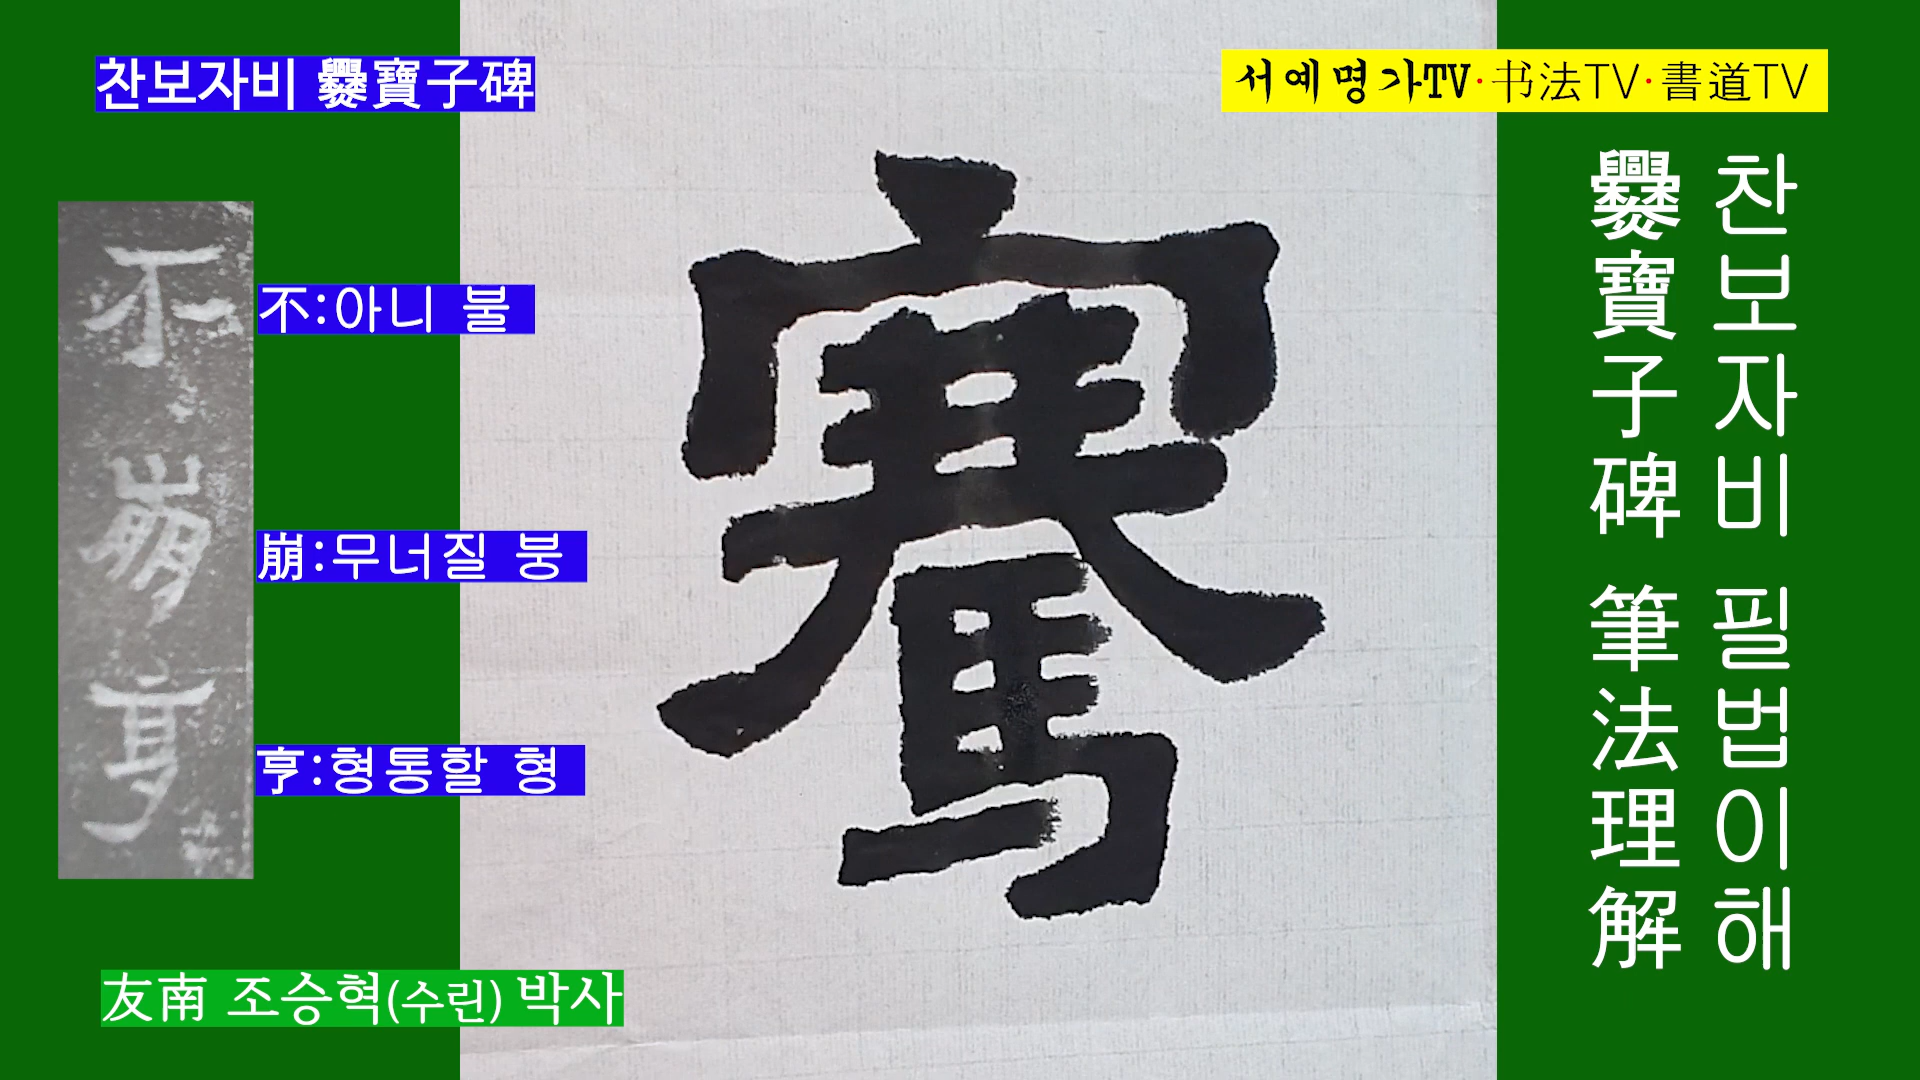 찬보자비 爨寶子碑
서예명가TV·书法TV·書道TV
不
崩
亨
不:아니 불
崩:무너질 붕
亨:형통할 형
騫
찬보자비 필법이해
爨寶子碑 筆法理解
友南 조승혁(수린) 박사